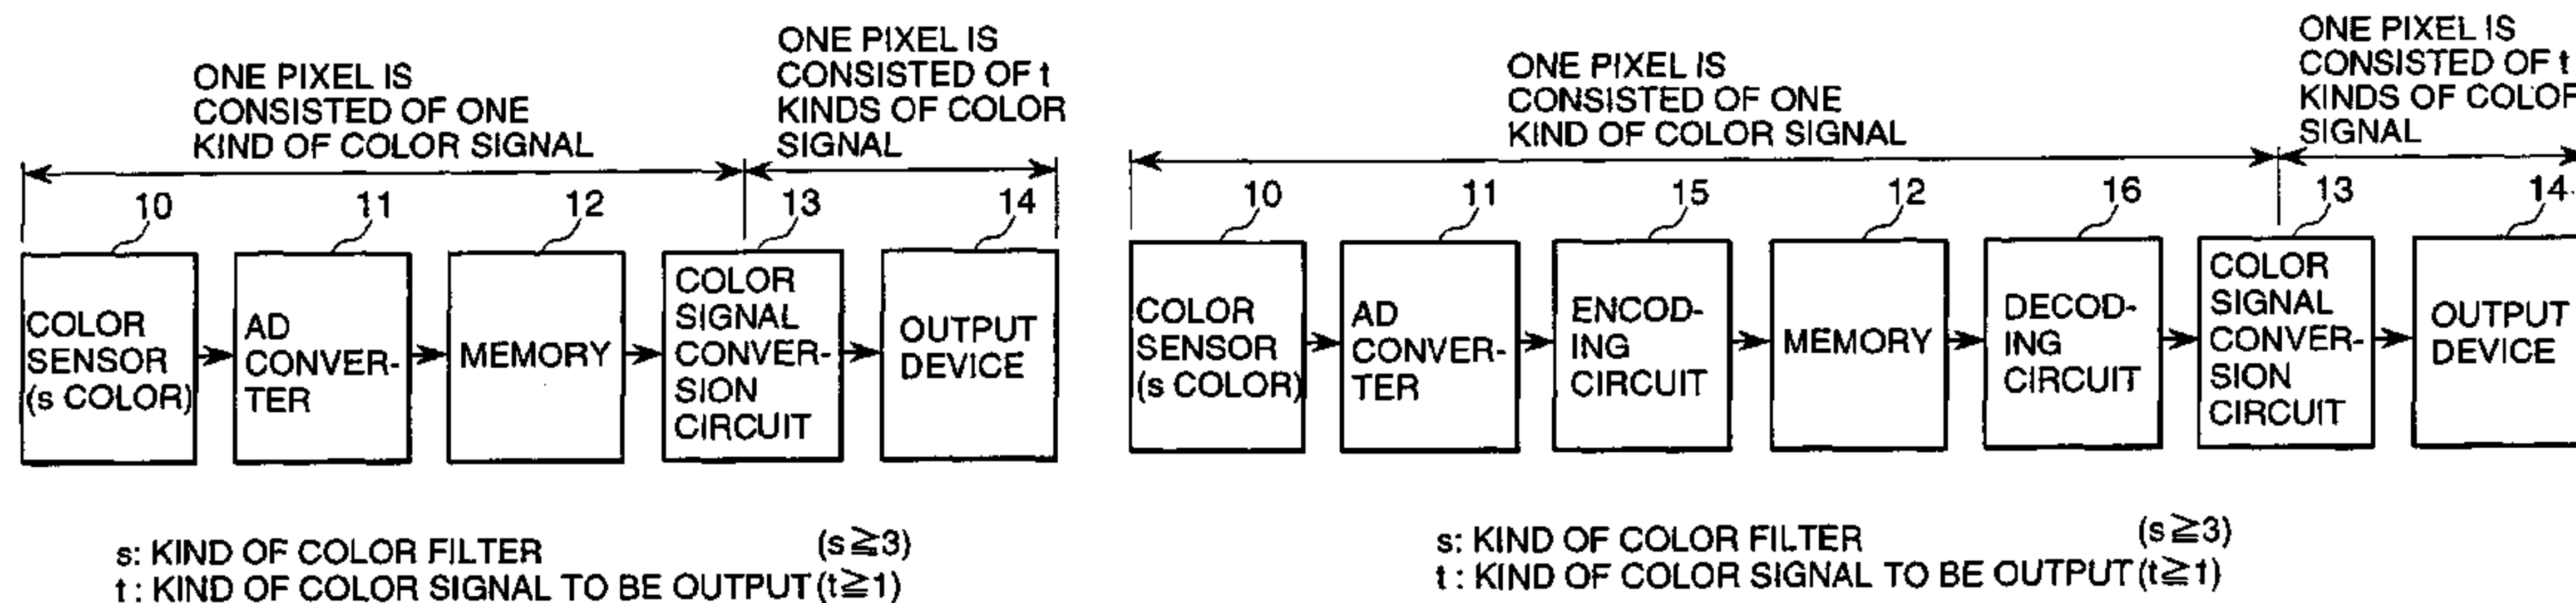 ONE PIXEL IS
CONSISTED OF ONE
KIND OF COLOR SIGNAL
ONE PIXEL IS
CONSISTED OF t
KINDS OF COLOR
SIGNAL
10
11
12
13
14
COLOR
SENSOR
(s COLOR)
AD
CONVER-
TER
MEMORY
COLOR
SIGNAL
CONVER-
SION
CIRCUIT
OUTPUT
DEVICE
s: KIND OF COLOR FILTER (s≧3)
t : KIND OF COLOR SIGNAL TO BE OUTPUT (t≧1)
ONE PIXEL IS
CONSISTED OF ONE
KIND OF COLOR SIGNAL
ONE PIXEL IS
CONSISTED OF t
KINDS OF COLOR
SIGNAL
10
11
15
12
16
13
14
COLOR
SENSOR
(s COLOR)
AD
CONVER-
TER
ENCOD-
ING
CIRCUIT
MEMORY
DECOD-
ING
CIRCUIT
COLOR
SIGNAL
CONVER-
SION
CIRCUIT
OUTPUT
DEVICE
s: KIND OF COLOR FILTER (s≧3)
t : KIND OF COLOR SIGNAL TO BE OUTPUT (t≧1)